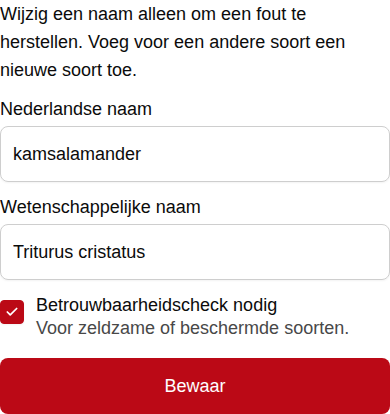 Wijzig een naam alleen om een fout te
herstellen. Voeg voor een andere soort een
nieuwe soort toe.
Nederlandse naam
kamsalamander
Wetenschappelijke naam
Triturus cristatus
Betrouwbaarheidscheck nodig
Voor zeldzame of beschermde soorten.
Bewaar